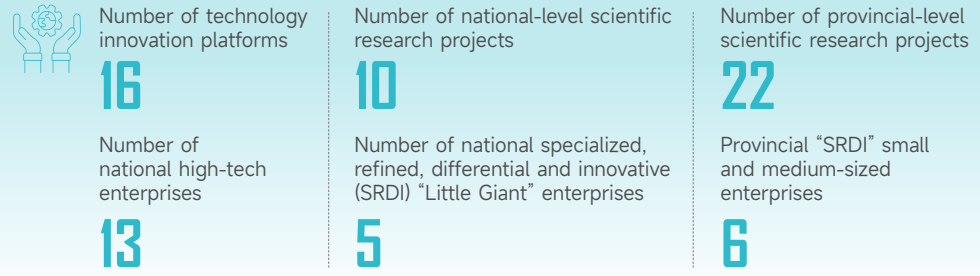 Number of technology
innovation platforms
16
Number of national-level scientific
research projects
10
Number of provincial-level
scientific research projects
22
Number of
national high-tech
enterprises
13
Number of national specialized,
refined, differential and innovative
(SRDI) “Little Giant” enterprises
5
Provincial “SRDI” small
and medium-sized
enterprises
6